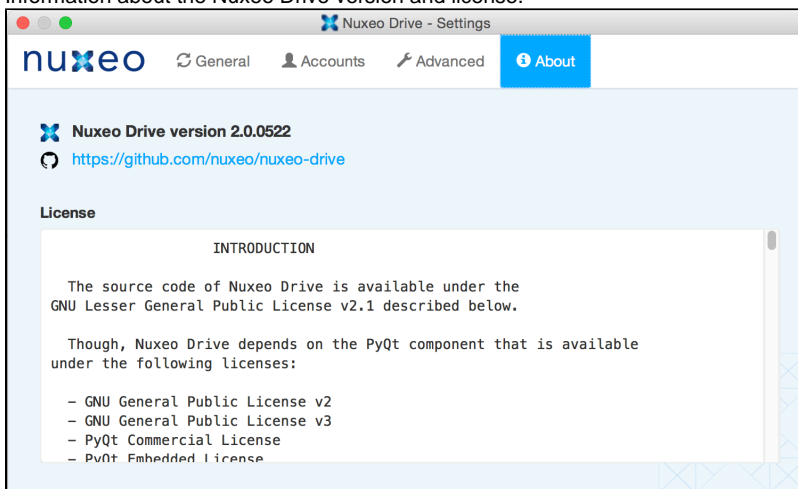 Information about the Nuxeo Drive version and license.
Nuxeo Drive - Settings
nuxeo General Accounts Advanced About
Nuxeo Drive version 2.0.0522
https://github.com/nuxeo/nuxeo-drive
License
INTRODUCTION
The source code of Nuxeo Drive is available under the
GNU Lesser General Public License v2.1 described below.
Though, Nuxeo Drive depends on the PyQt component that is available
under the following licenses:
– GNU General Public License v2
– GNU General Public License v3
– PyQt Commercial License
– PyQt Embedded License